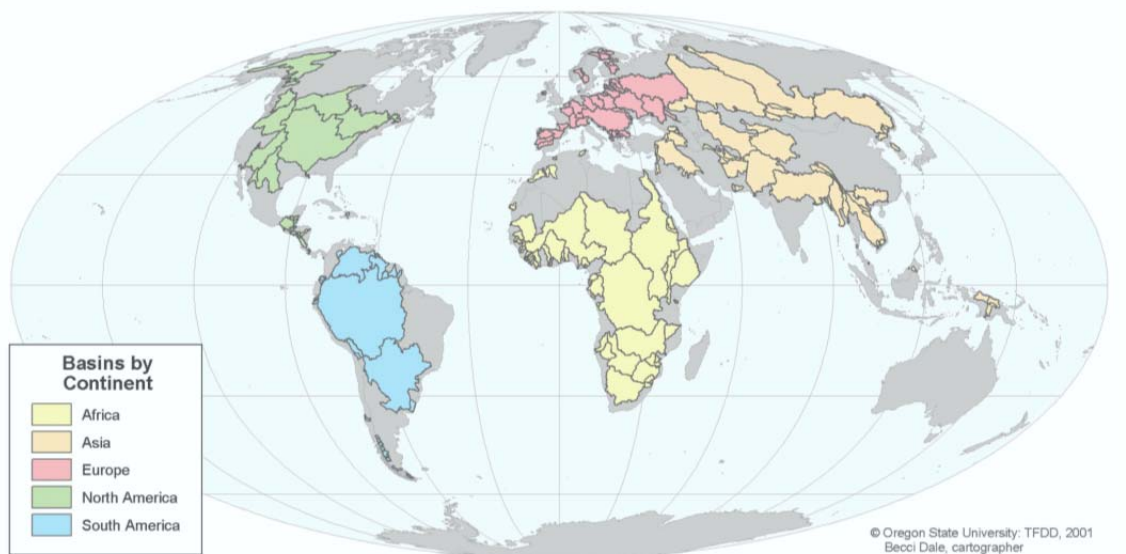 Basins by
Continent
Africa
Asia
Europe
North America
South America
© Oregon State University: TFDD, 2001
Becci Dale, cartographer